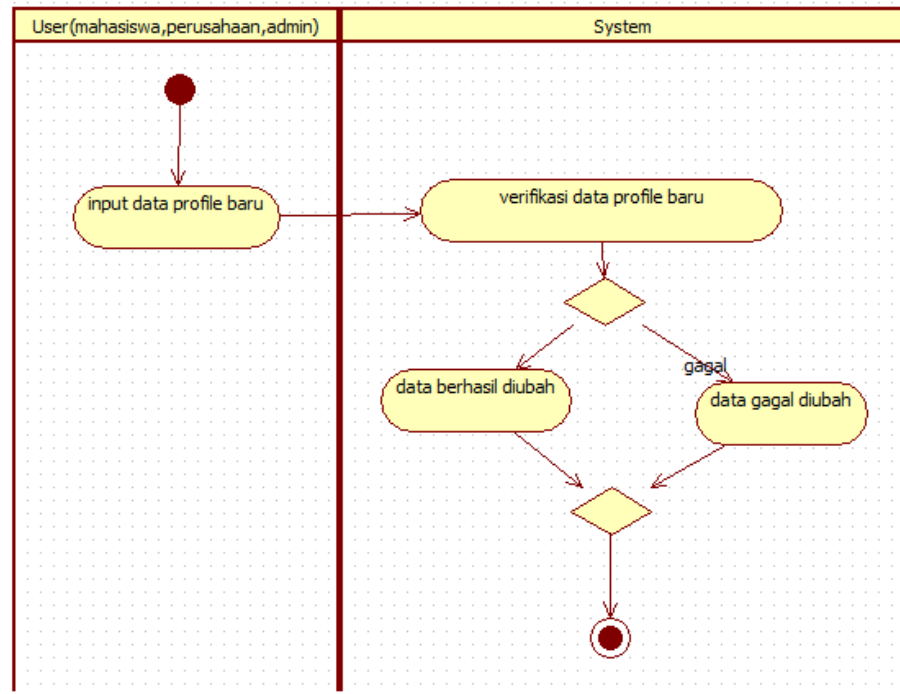 User(mahasiswa,perusahaan,admin)
System
input data profile baru
verifikasi data profile baru
gagal
data berhasil diubah
data gagal diubah